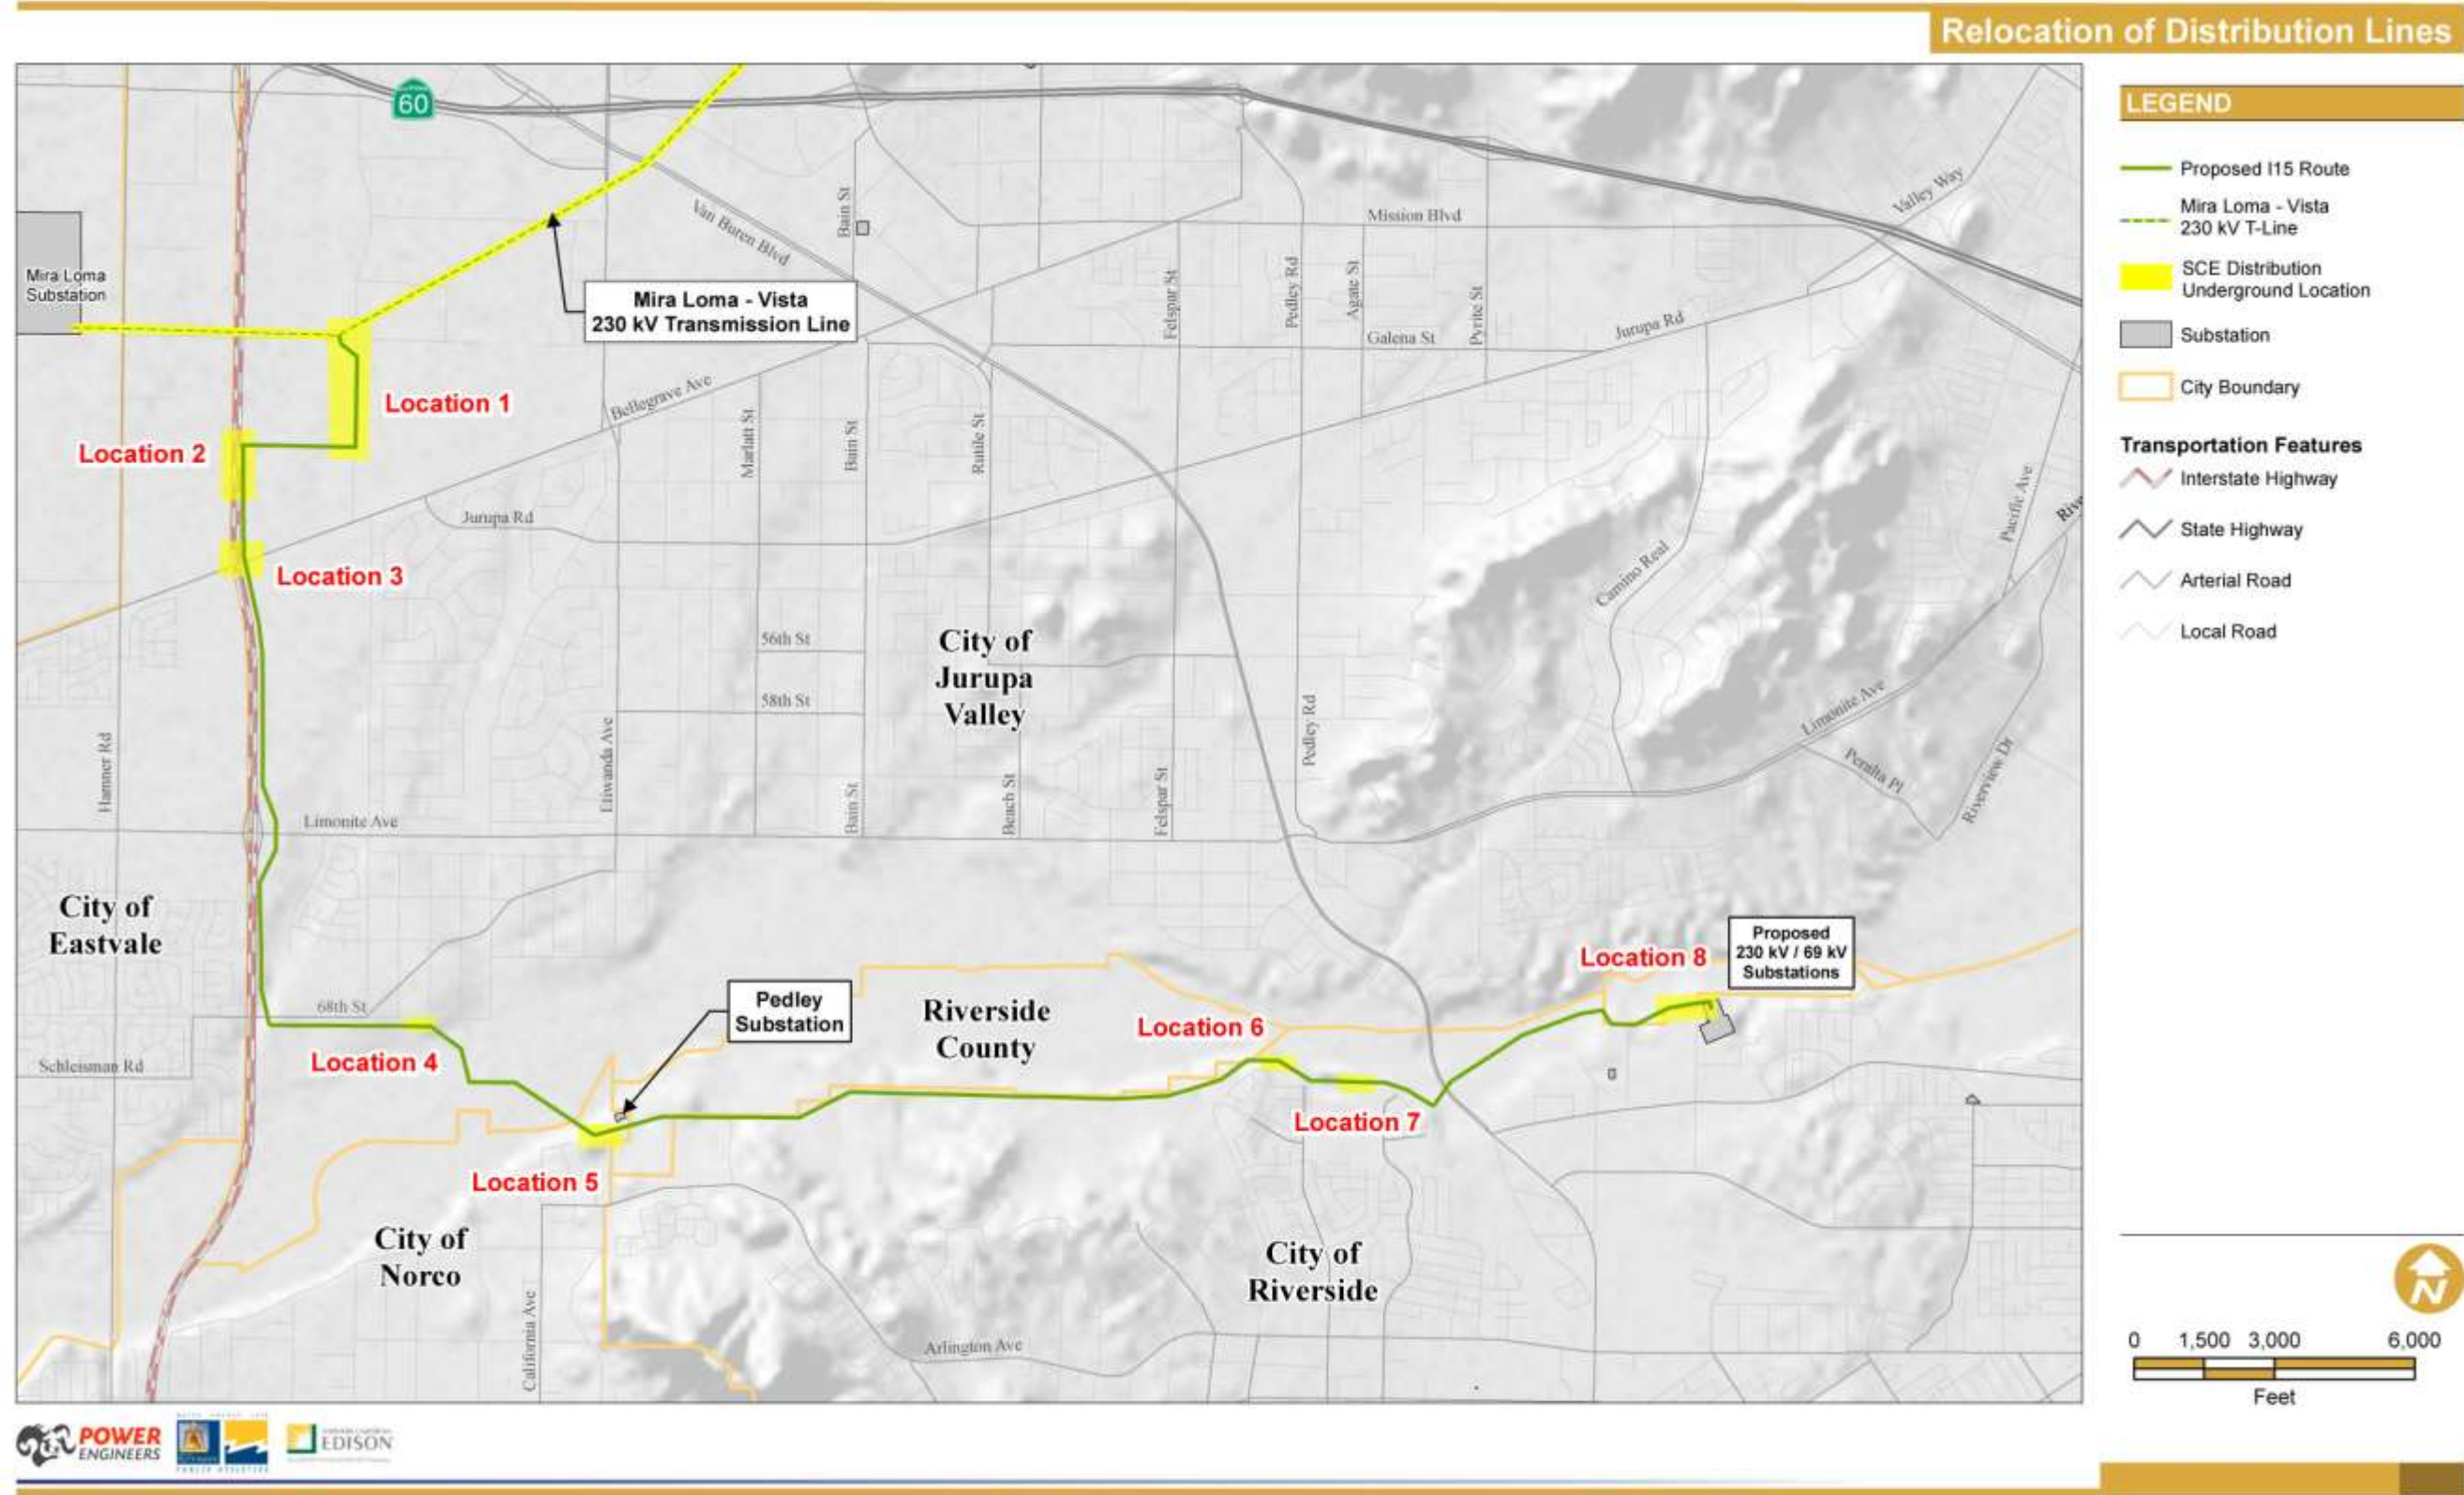 Relocation of Distribution Lines
60
Mira Loma
Substation
Mira Loma - Vista
230 kV Transmission Line
Van Buren Blvd
Bain St
Mission Blvd
Valley Way
Felspar St
Pedley Rd
Agate St
Pyrite St
Galena St
Jurupa Rd
Location 1
Bellegrave Ave
Location 2
Marlatt St
Bain St
Rutile St
Jurupa Rd
Pacific Ave
Location 3
Camino Real
56th St
City of
Jurupa
Valley
58th St
Hamner Rd
Etiwanda Ave
Bain St
Beach St
Felspar St
Pedley Rd
Limonite Ave
Peralta Pl
Riverview Dr
Limonite Ave
City of
Eastvale
Location 8
Proposed
230 kV / 69 kV
Substations
68th St
Pedley
Substation
Riverside
County
Location 6
Schleisman Rd
Location 4
Location 7
Location 5
City of
Norco
City of
Riverside
California Ave
Arlington Ave
LEGEND
Proposed I15 Route
Mira Loma - Vista
230 kV T-Line
SCE Distribution
Underground Location
Substation
City Boundary
Transportation Features
Interstate Highway
State Highway
Arterial Road
Local Road
N
0 1,500 3,000 6,000
Feet
POWER
ENGINEERS
EDISON